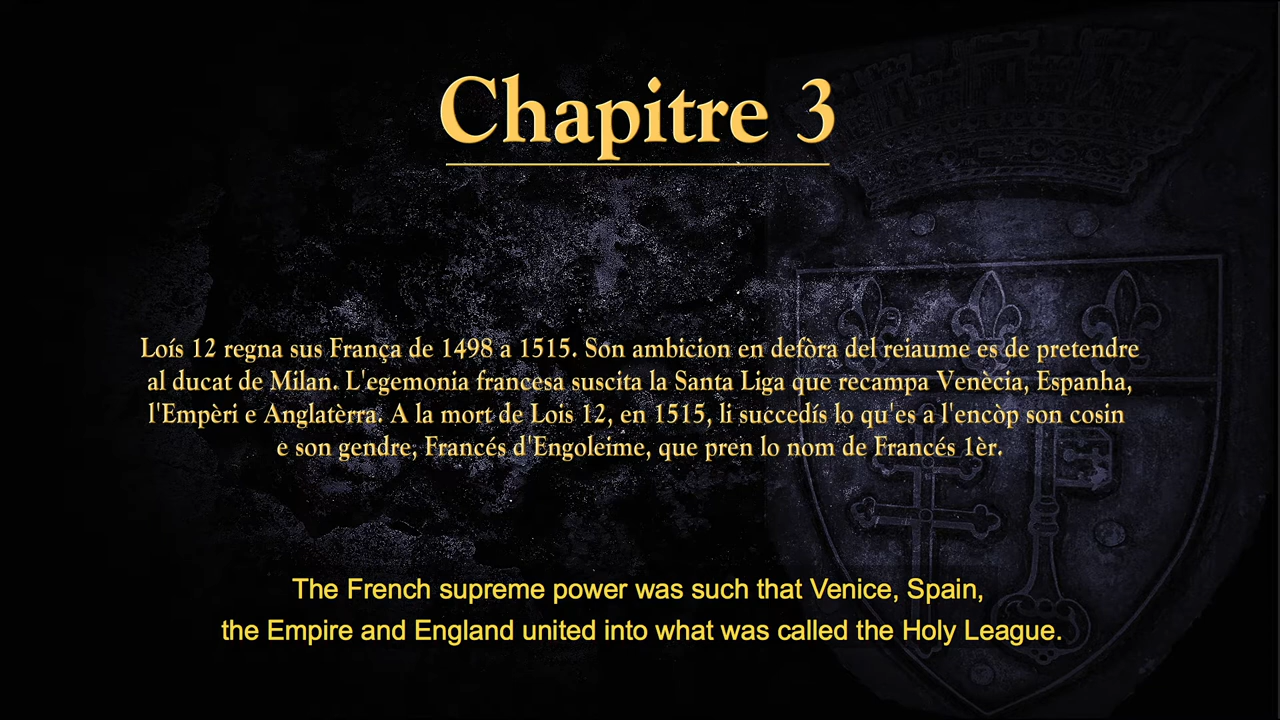 Chapitre 3
Loís 12 regna sus França de 1498 a 1515. Son ambicion en defòra del reiaume es de pretendre
al ducat de Milan. L'egemonia francesa suscita la Santa Liga que recampa Venècia, Espanha,
l'Empèri e Anglatèrra. A la mort de Lois 12, en 1515, li succedís lo qu'es a l'encòp son cosin
e son gendre, Francés d'Engoleime, que pren lo nom de Francés 1èr.
The French supreme power was such that Venice, Spain,
the Empire and England united into what was called the Holy League.